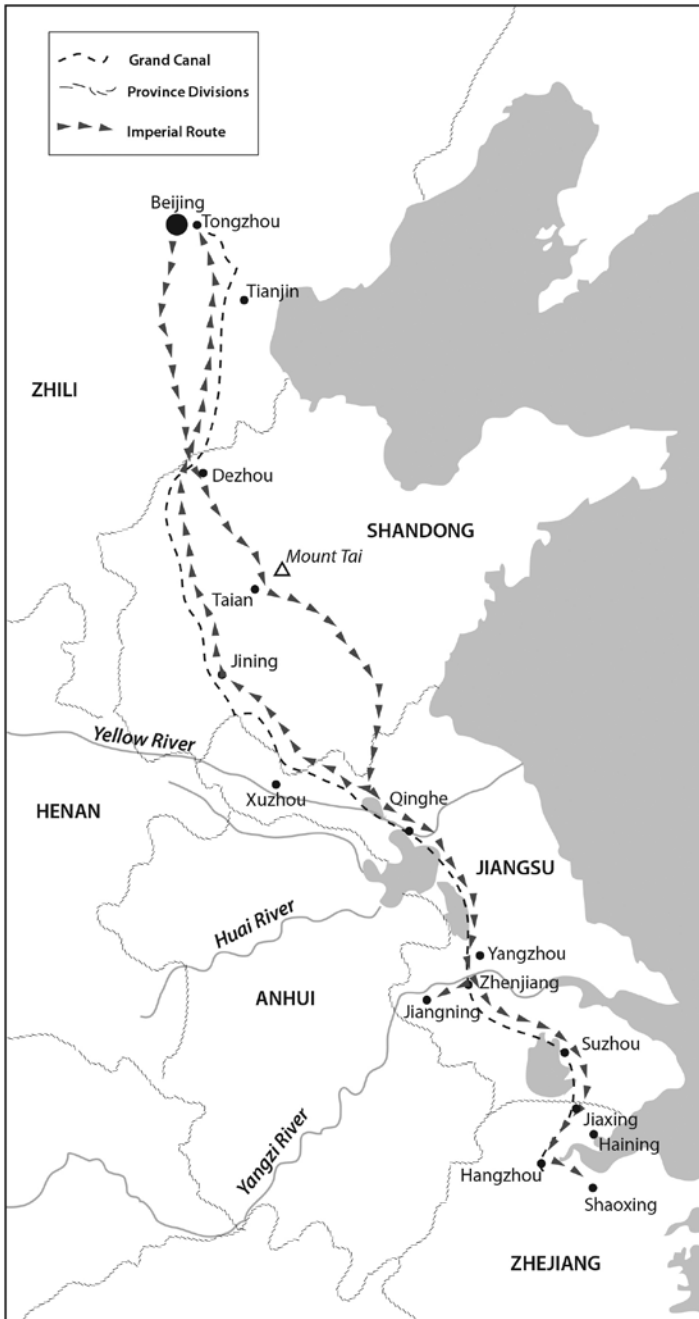 Grand Canal
Province Divisions
Imperial Route
Beijing
Tongzhou
Tianjin
ZHILI
Dezhou
SHANDONG
Mount Tai
Taian
Jining
Yellow River
Xuzhou
Qinghe
HENAN
JIANGSU
Huai River
Yangzhou
ANHUI
Zhenjiang
Jiangning
Suzhou
Yangzi River
Jiaxing
Haining
Hangzhou
Shaoxing
ZHEJIANG